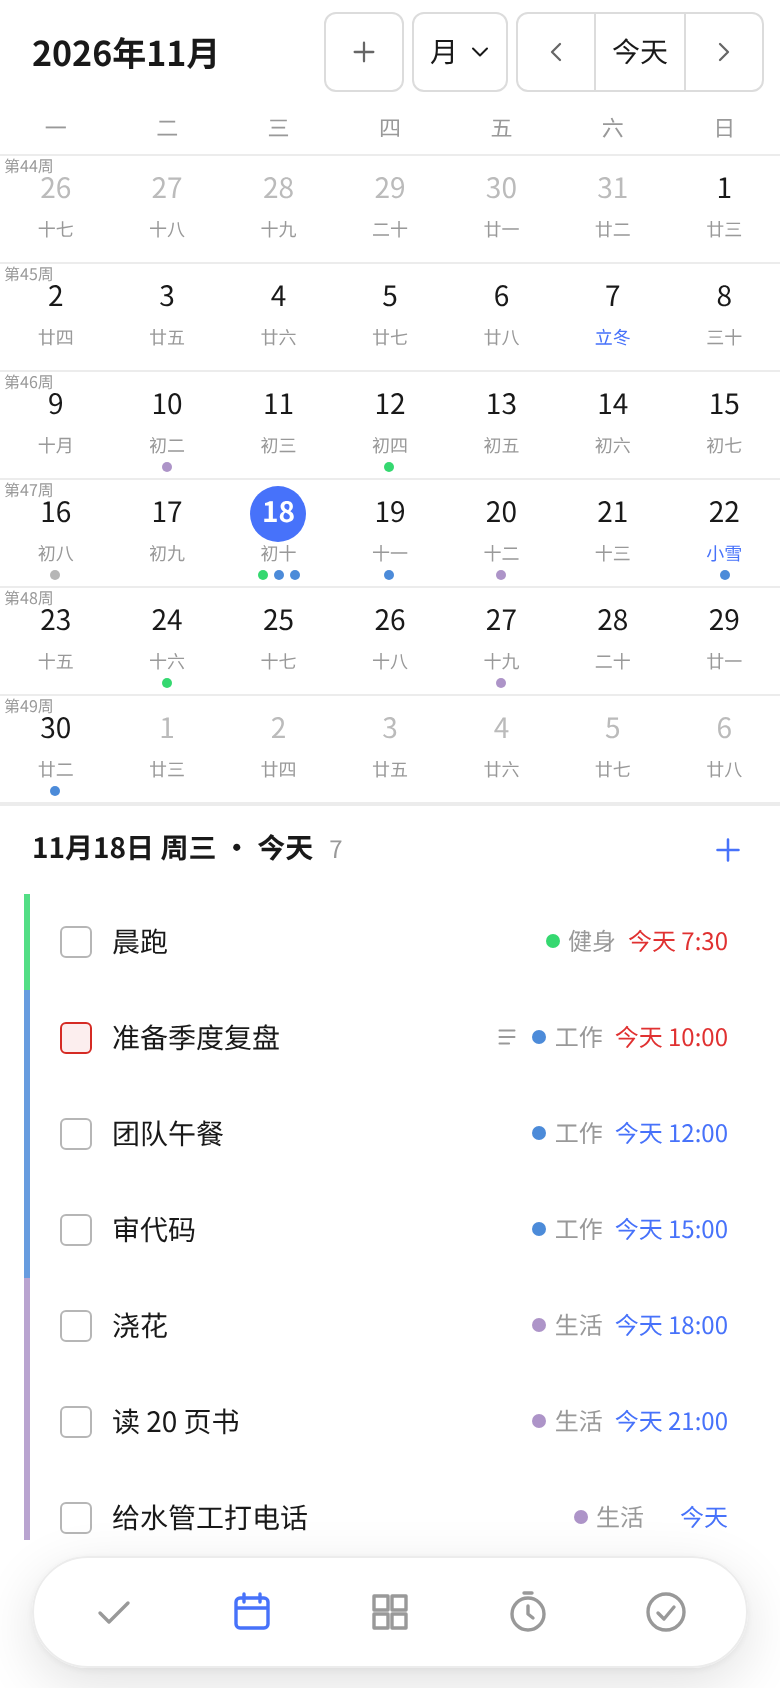 2026年11月
月
今天
一 二 三 四 五 六 日
第44周
26 27 28 29 30 31 1
十七 十八 十九 二十 廿一 廿二 廿三
第45周
2 3 4 5 6 7 8
廿四 廿五 廿六 廿七 廿八 立冬 三十
第46周
9 10 11 12 13 14 15
十月 初二 初三 初四 初五 初六 初七
第47周
16 17 18 19 20 21 22
初八 初九 初十 十一 十二 十三 小雪
第48周
23 24 25 26 27 28 29
十五 十六 十七 十八 十九 二十 廿一
第49周
30 1 2 3 4 5 6
廿二 廿三 廿四 廿五 廿六 廿七 廿八
11月18日 周三 · 今天 7
晨跑 健身 今天 7:30
准备季度复盘 工作 今天 10:00
团队午餐 工作 今天 12:00
审代码 工作 今天 15:00
浇花 生活 今天 18:00
读 20 页书 生活 今天 21:00
给水管工打电话 生活 今天